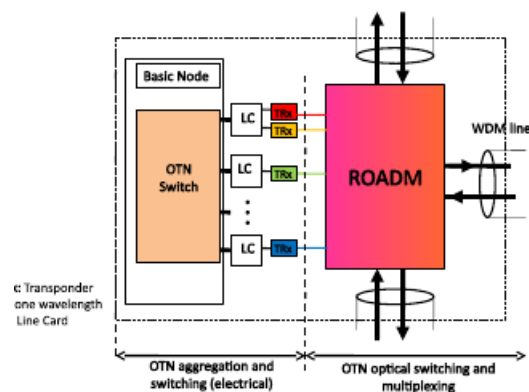 Basic Node
OTN
Switch
LC
TRx
TRx
LC
TRx
LC
TRx
ROADM
WDM line
: Transponder
one wavelength
Line Card
OTN aggregation and
switching (electrical)
OTN optical switching and
multiplexing